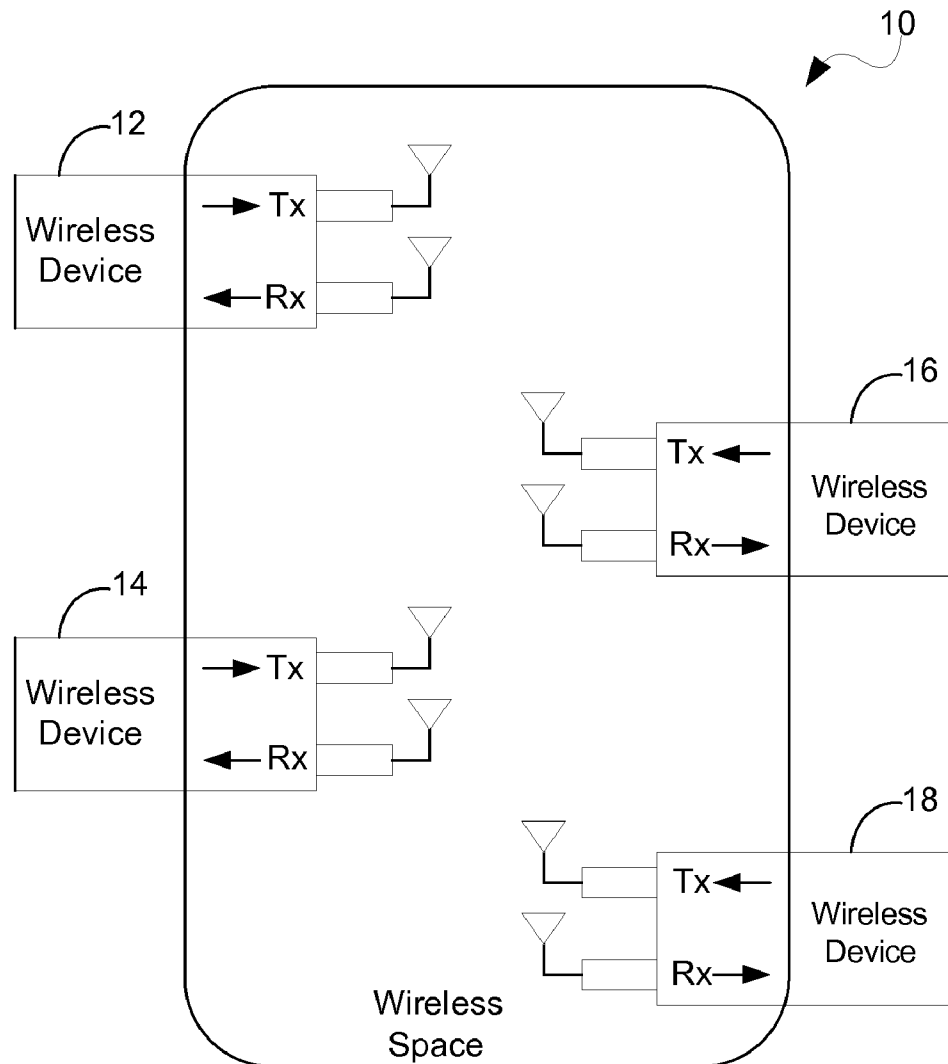 10
12
Tx
Wireless
Device
Rx
16
Tx
Wireless
Device
Rx
14
Tx
Wireless
Device
Rx
18
Tx
Wireless
Device
Rx
Wireless
Space